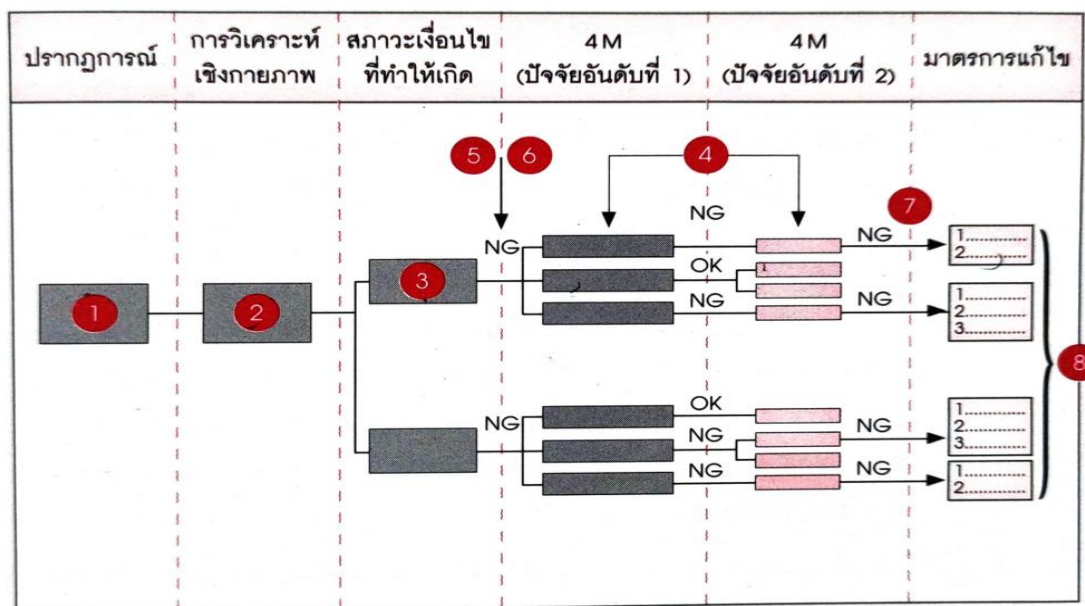 ปรากฏการณ์
การวิเคราะห์
เชิงกายภาพ
สภาวะเงื่อนไข
ที่ทำให้เกิด
4M
(ปัจจัยอันดับที่ 1)
4M
(ปัจจัยอันดับที่ 2)
มาตรการแก้ไข
5
6
4
7
NG
NG
NG
1............
2............
3
OK
1
1
2
NG
NG
1............
2............
3............
8
NG
OK
NG
NG
1............
2............
3............
NG
NG
1............
2............